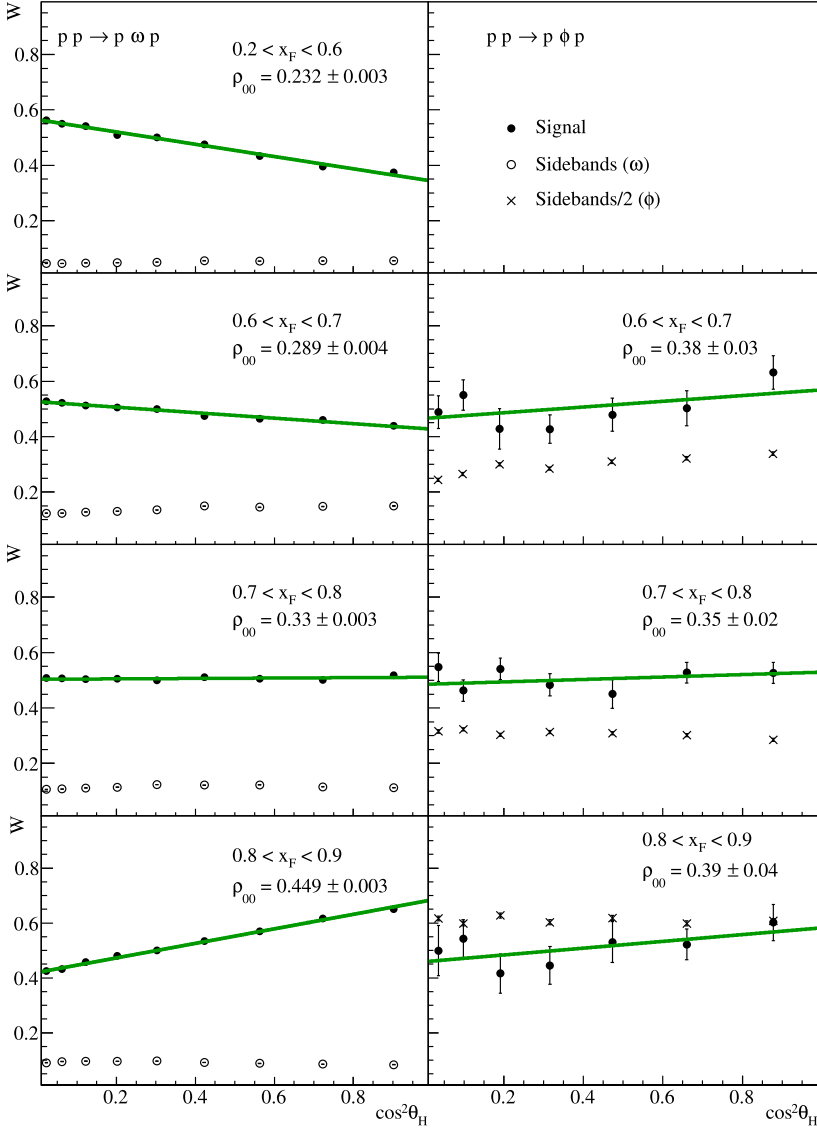 W
p p → p ω p
0.2 < x_F < 0.6
ρ_00 = 0.232 ± 0.003
0.8
0.6
0.4
0.2
p p → p ϕ p
Signal
Sidebands (ω)
Sidebands/2 (ϕ)
W
0.6 < x_F < 0.7
ρ_00 = 0.289 ± 0.004
0.8
0.6
0.4
0.2
0.6 < x_F < 0.7
ρ_00 = 0.38 ± 0.03
W
0.7 < x_F < 0.8
ρ_00 = 0.33 ± 0.003
0.8
0.6
0.4
0.2
0.7 < x_F < 0.8
ρ_00 = 0.35 ± 0.02
W
0.8 < x_F < 0.9
ρ_00 = 0.449 ± 0.003
0.8
0.6
0.4
0.2
0.8 < x_F < 0.9
ρ_00 = 0.39 ± 0.04
0.2 0.4 0.6 0.8
cos²θ_H
0.2 0.4 0.6 0.8
cos²θ_H